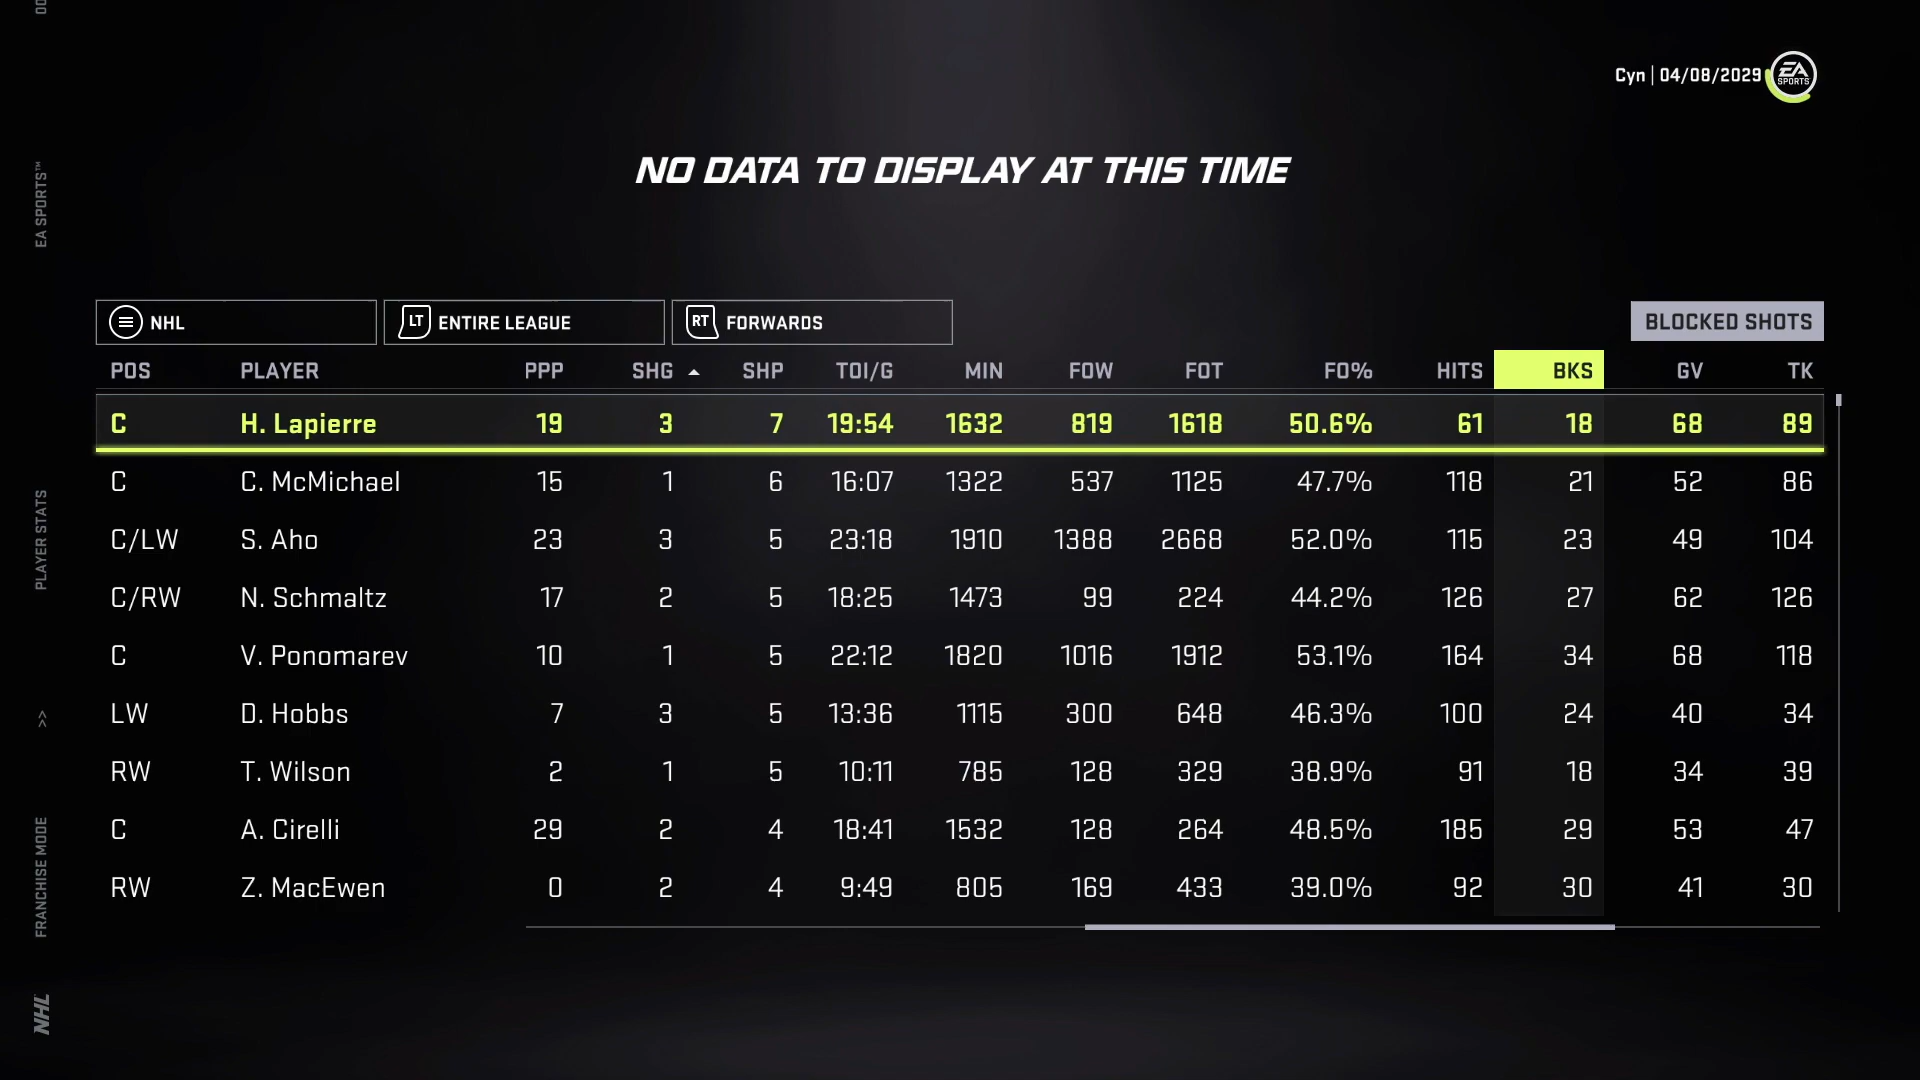 Cyn | 04/08/2029
EA SPORTS
NO DATA TO DISPLAY AT THIS TIME
NHL
LT ENTIRE LEAGUE
RT FORWARDS
BLOCKED SHOTS
POS PLAYER PPP SHG SHP TOI/G MIN FOW FOT FO% HITS BKS GV TK
C H. Lapierre 19 3 7 19:54 1632 819 1618 50.6% 61 18 68 89
C C. McMichael 15 1 6 16:07 1322 537 1125 47.7% 118 21 52 86
C/LW S. Aho 23 3 5 23:18 1910 1388 2668 52.0% 115 23 49 104
C/RW N. Schmaltz 17 2 5 18:25 1473 99 224 44.2% 126 27 62 126
C V. Ponomarev 10 1 5 22:12 1820 1016 1912 53.1% 164 34 68 118
LW D. Hobbs 7 3 5 13:36 1115 300 648 46.3% 100 24 40 34
RW T. Wilson 2 1 5 10:11 785 128 329 38.9% 91 18 34 39
C A. Cirelli 29 2 4 18:41 1532 128 264 48.5% 185 29 53 47
RW Z. MacEwen 0 2 4 9:49 805 169 433 39.0% 92 30 41 30
NHL
FRANCHISE MODE
>>
PLAYER STATS
EA SPORTS™